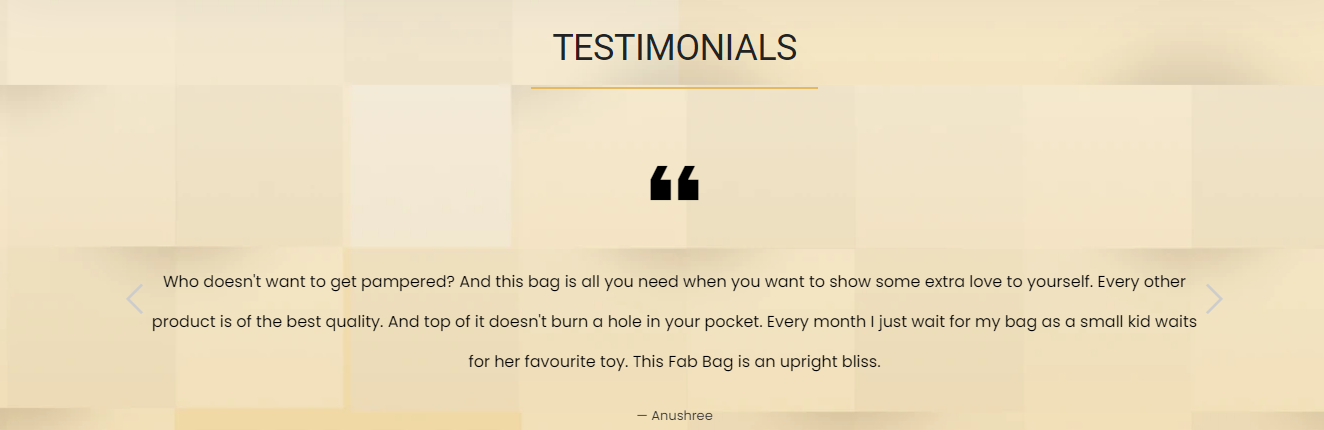 TESTIMONIALS
❝
Who doesn't want to get pampered? And this bag is all you need when you want to show some extra love to yourself. Every other
product is of the best quality. And top of it doesn't burn a hole in your pocket. Every month I just wait for my bag as a small kid waits
for her favourite toy. This Fab Bag is an upright bliss.
— Anushree